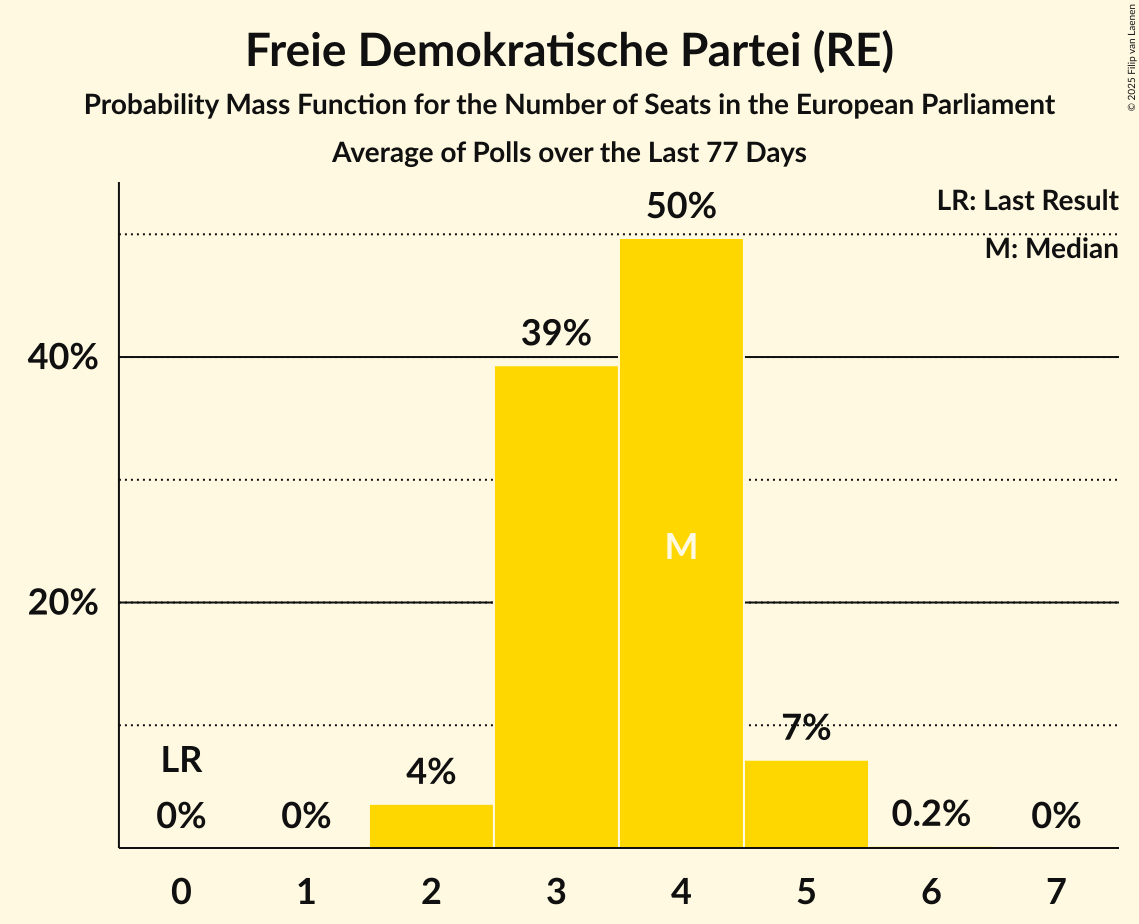 Freie Demokratische Partei (RE)
Probability Mass Function for the Number of Seats in the European Parliament
Average of Polls over the Last 77 Days
© 2025 Filip van Laenen
LR: Last Result
M: Median
50%
39%
40%
M
20%
7%
LR
4%
0%
0%
0.2%
0%
0 1 2 3 4 5 6 7